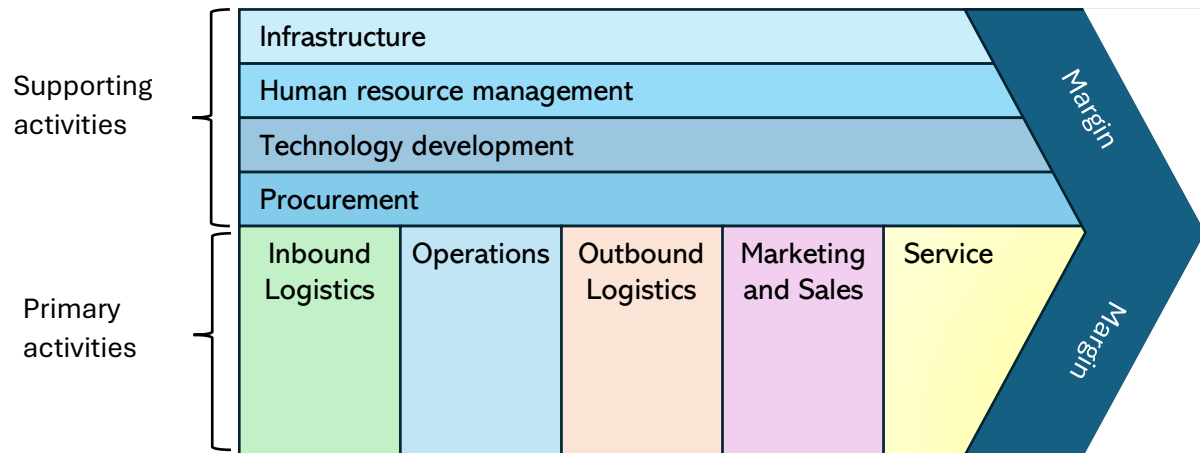 Supporting
activities
Infrastructure
Human resource management
Technology development
Procurement
Margin
Primary
activities
Inbound
Logistics
Operations
Outbound
Logistics
Marketing
and Sales
Service
Margin